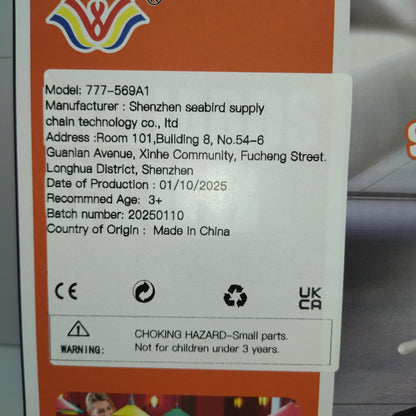 ®
Model: 777-569A1
Manufacturer : Shenzhen seabird supply
chain technology co., ltd
Address :Room 101,Building 8, No.54-6
Guanlan Avenue, Xinhe Community, Fucheng Street.
Longhua District, Shenzhen
Date of Production : 01/10/2025
Recommned Age: 3+
Batch number: 20250110
Country of Origin : Made in China
CE
UK
CA
CHOKING HAZARD-Small parts.
WARNING: Not for children under 3 years.